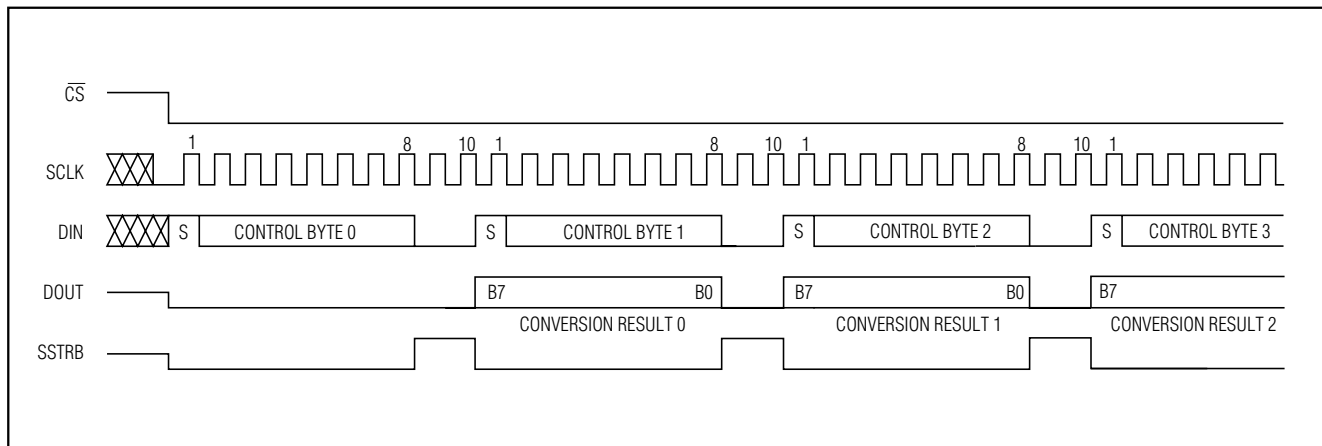 CS
1 8 10 1 8 10 1 8 10 1
SCLK
DIN S CONTROL BYTE 0 S CONTROL BYTE 1 S CONTROL BYTE 2 S CONTROL BYTE 3
DOUT B7 B0 B7 B0 B7
CONVERSION RESULT 0 CONVERSION RESULT 1 CONVERSION RESULT 2
SSTRB